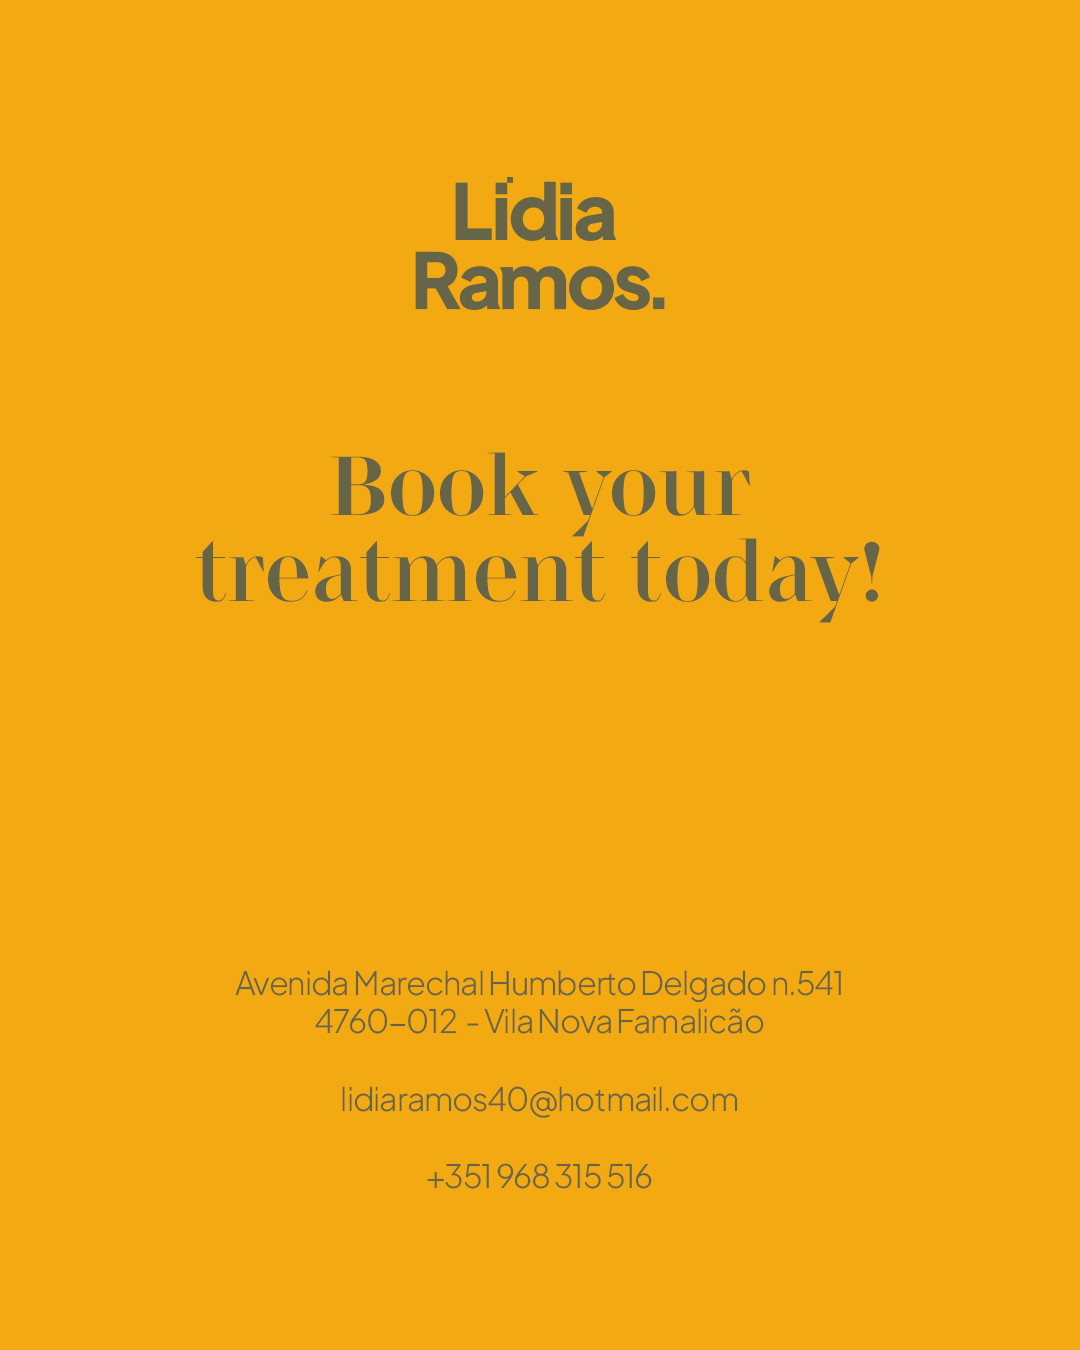 Lídia
Ramos.
Book your
treatment today!
Avenida Marechal Humberto Delgado n.541
4760–012 - Vila Nova Famalicão
lidiaramos40@hotmail.com
+351 968 315 516